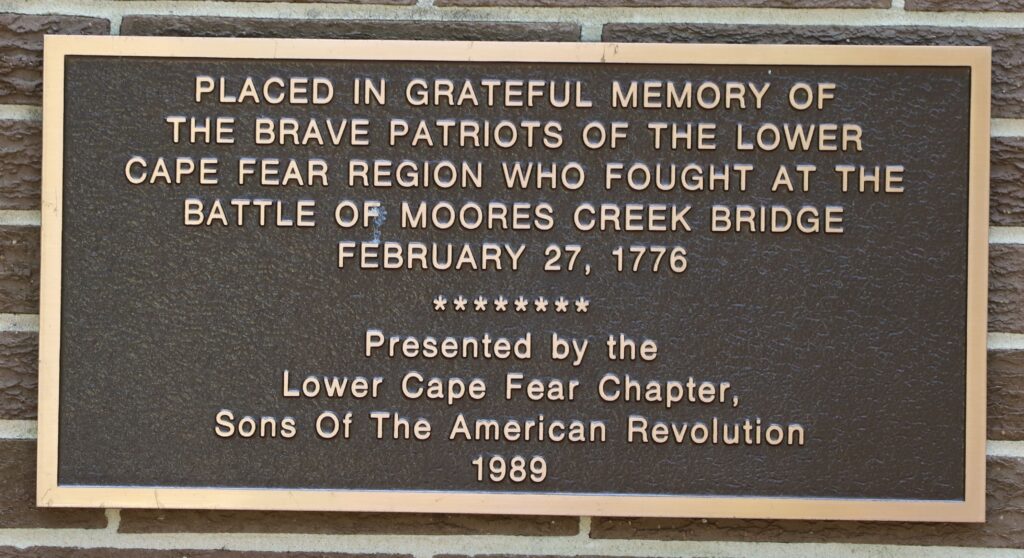 PLACED IN GRATEFUL MEMORY OF
THE BRAVE PATRIOTS OF THE LOWER
CAPE FEAR REGION WHO FOUGHT AT THE
BATTLE OF MOORES CREEK BRIDGE
FEBRUARY 27, 1776
********
Presented by the
Lower Cape Fear Chapter,
Sons Of The American Revolution
1989